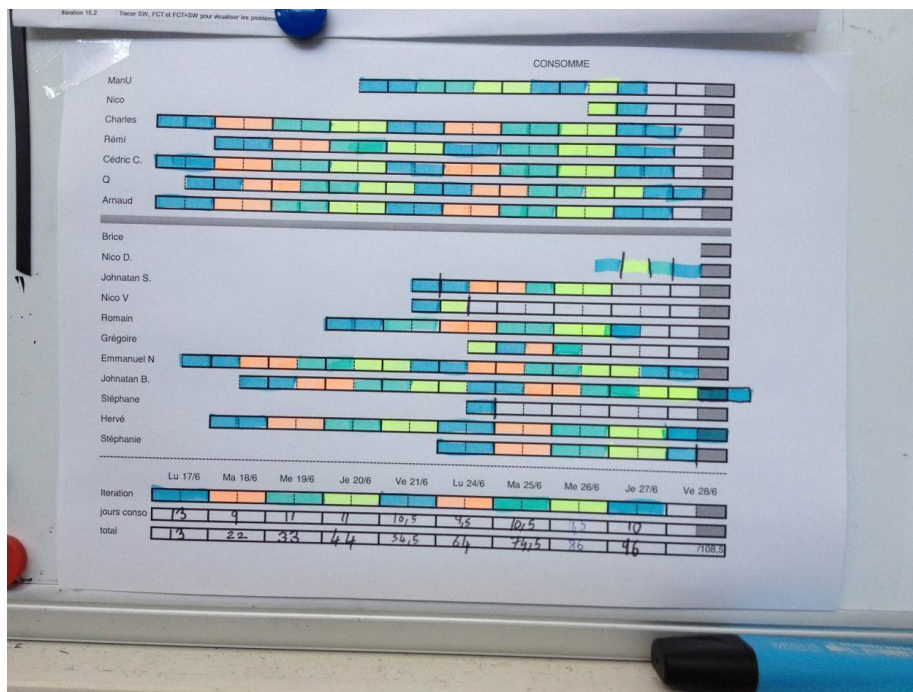 Itération 15.2 Tracer SW, FCT et FCT+SW pour visualiser les problème
CONSOMME
ManU
Nico
Charles
Rémi
Cédric C.
Q
Arnaud
Brice
Nico D.
Johnatan S.
Nico V
Romain
Grégoire
Emmanuel N
Johnatan B.
Stéphane
Hervé
Stéphanie
Lu 17/6 Ma 18/6 Me 19/6 Je 20/6 Ve 21/6 Lu 24/6 Ma 25/6 Me 26/6 Je 27/6 Ve 28/6
Iteration
jours conso 13 9 11 11 10,5 9,5 10,5 10
total 13 22 33 44 54,5 64 74,5 86 96 /108,5